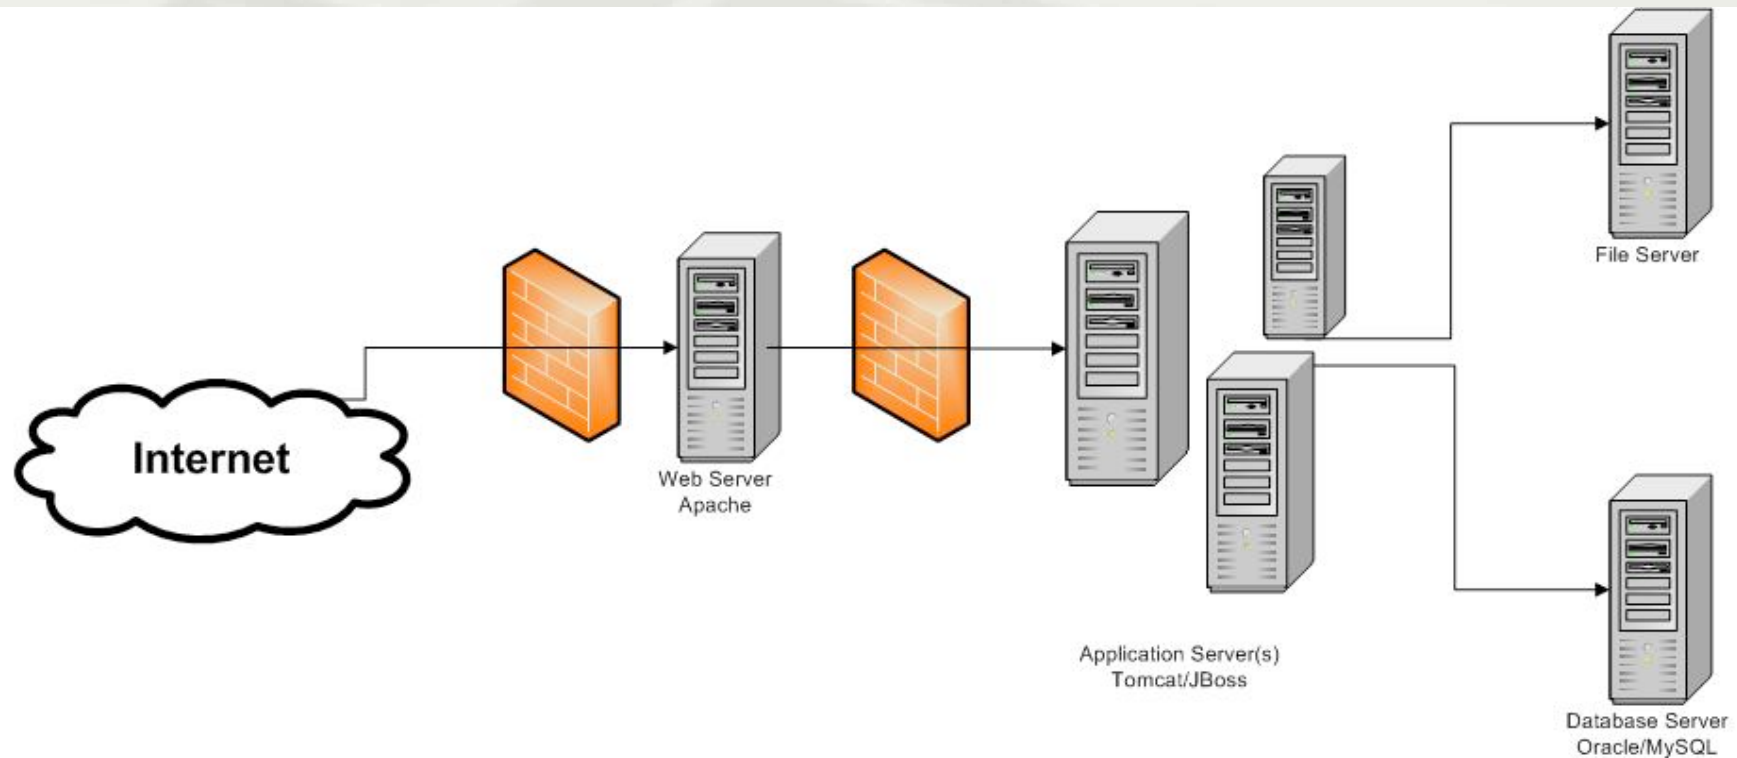 File Server
Internet
Web Server
Apache
Application Server(s)
Tomcat/JBoss
Database Server
Oracle/MySQL